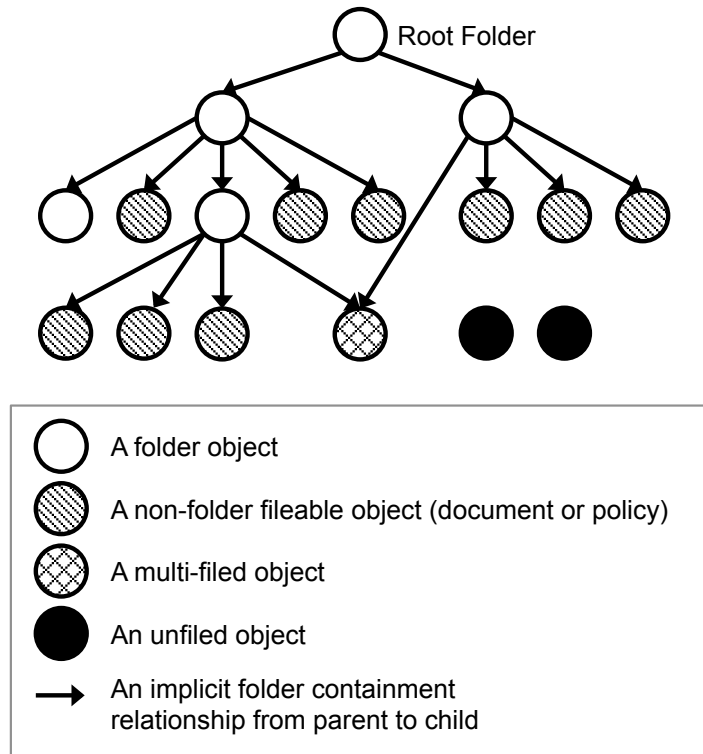 Root Folder
A folder object
A non-folder fileable object (document or policy)
A multi-filed object
An unfiled object
An implicit folder containment
relationship from parent to child